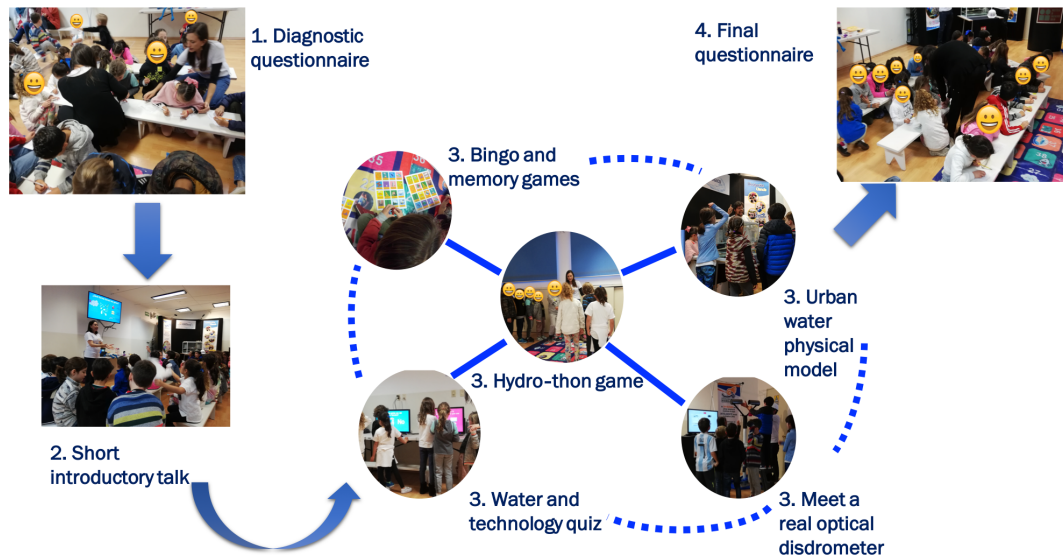 1. Diagnostic
questionnaire
4. Final
questionnaire
3. Bingo and
memory games
3. Urban
water
physical
model
3. Hydro-thon game
2. Short
introductory talk
3. Water and
technology quiz
3. Meet a
real optical
disdrometer